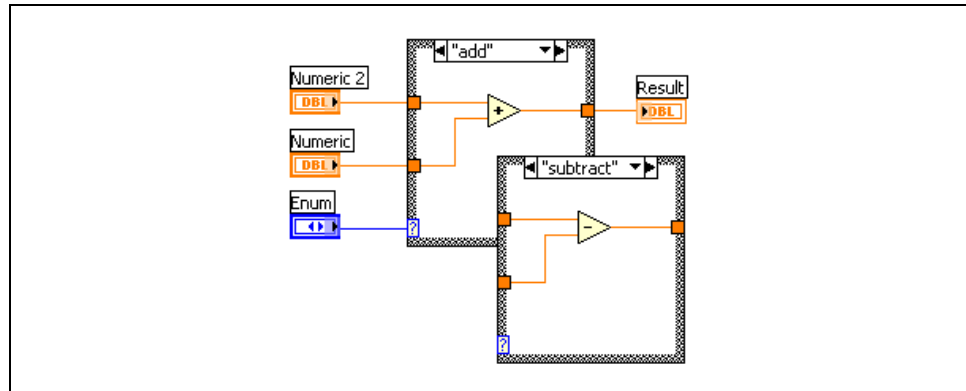 "add"
Numeric 2
DBL
Result
DBL
+
Numeric
DBL
"subtract"
Enum
-
?
?